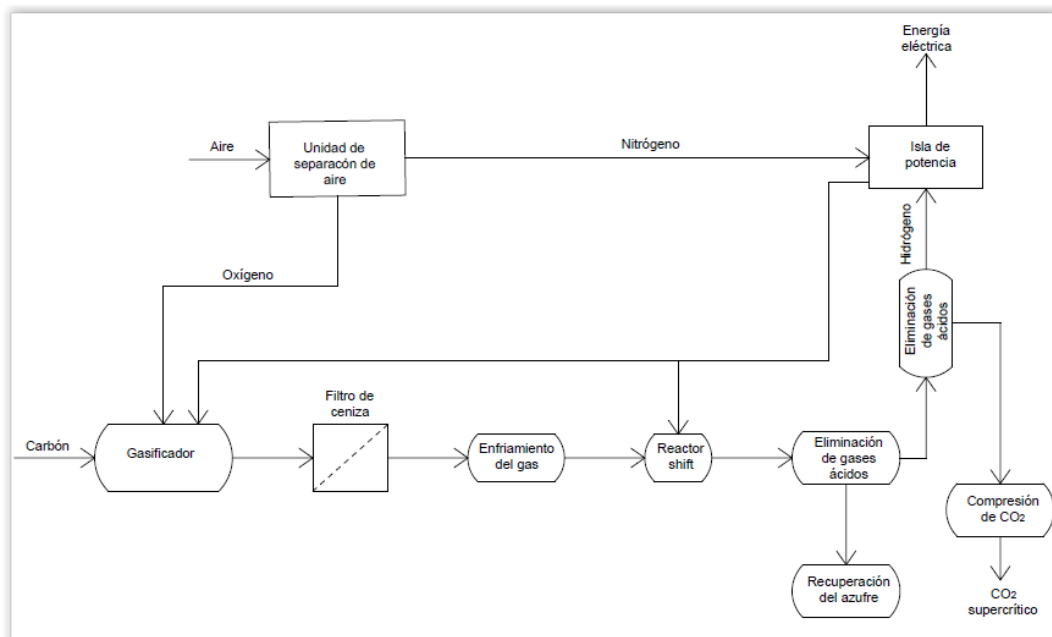 Energía
eléctrica
Aire
Unidad de
separacón de
aire
Nitrógeno
Isla de
potencia
Oxígeno
Hidrógeno
Eliminación
de gases
ácidos
Filtro de
ceniza
Carbón
Gasificador
Enfriamiento
del gas
Reactor
shift
Eliminación
de gases
ácidos
Compresión
de CO2
Recuperación
del azufre
CO2
supercrítico